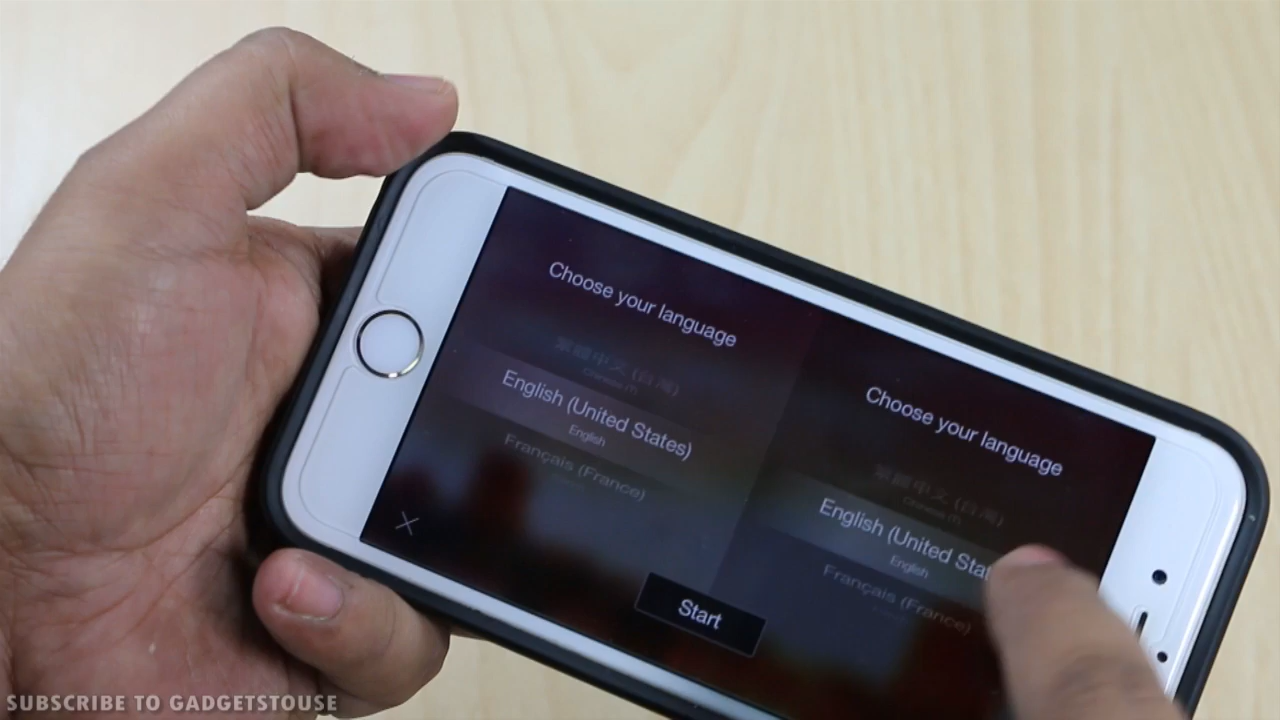 Choose your language
繁體中文 (台灣)
Chinese (T)
English (United States)
English
Français (France)
Start
Choose your language
繁體中文 (台灣)
Chinese (T)
English (United Sta
English
Français (France)
SUBSCRIBE TO GADGETSTOUSE